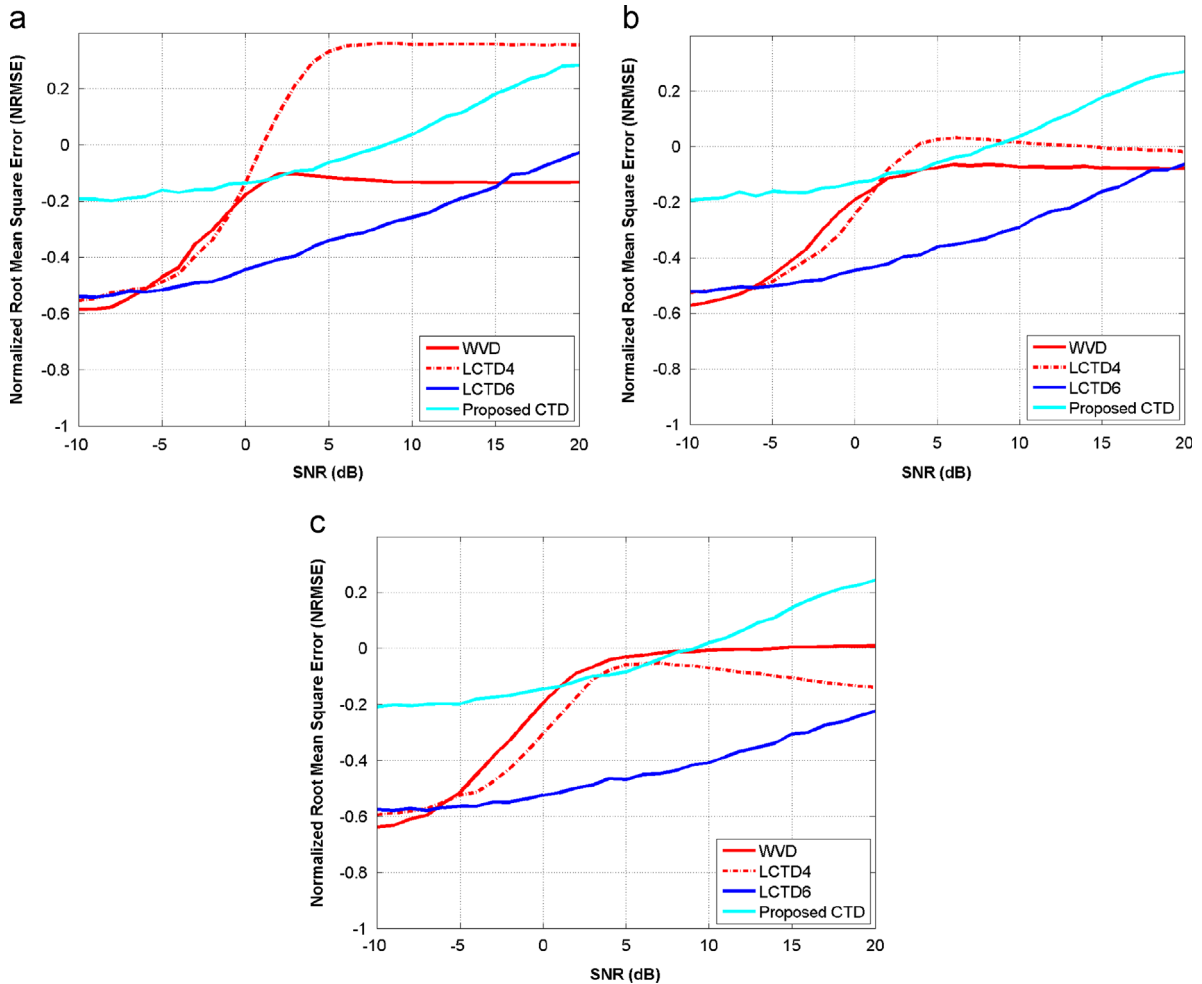 a
Normalized Root Mean Square Error (NRMSE)
0.2
0
-0.2
-0.4
-0.6
-0.8
-1
-10 -5 0 5 10 15 20
SNR (dB)
WVD
LCTD4
LCTD6
Proposed CTD
b
Normalized Root Mean Square Error (NRMSE)
0.2
0
-0.2
-0.4
-0.6
-0.8
-1
-10 -5 0 5 10 15 20
SNR (dB)
WVD
LCTD4
LCTD6
Proposed CTD
c
Normalized Root Mean Square Error (NRMSE)
0.2
0
-0.2
-0.4
-0.6
-0.8
-1
-10 -5 0 5 10 15 20
SNR (dB)
WVD
LCTD4
LCTD6
Proposed CTD